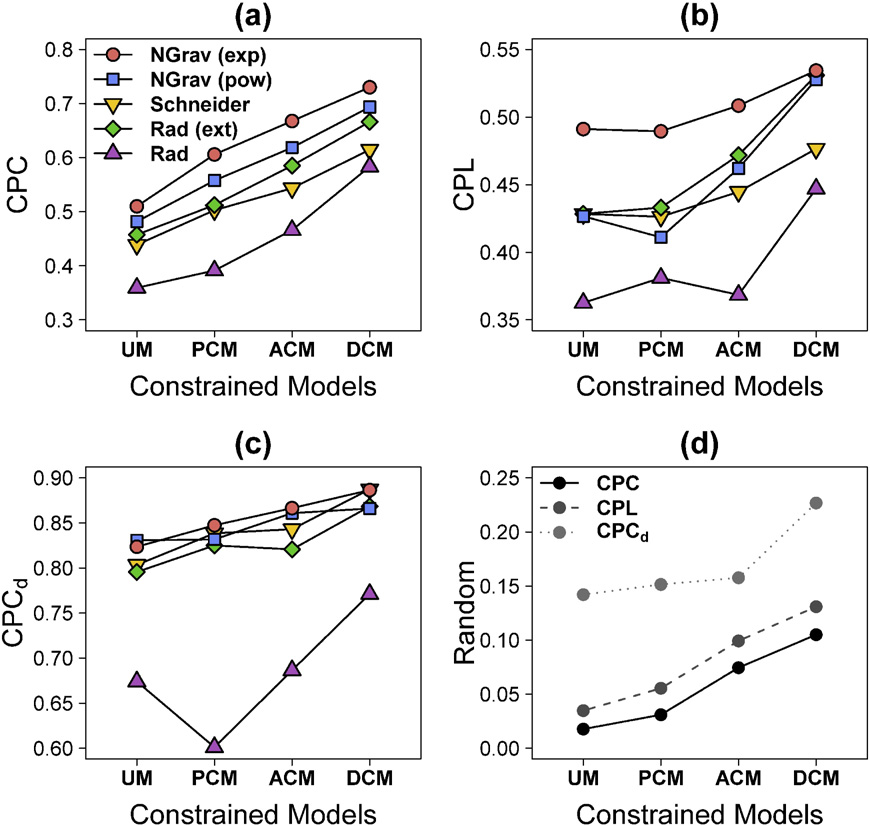 (a)
CPC
0.8
0.7
0.6
0.5
0.4
0.3
NGrav (exp)
NGrav (pow)
Schneider
Rad (ext)
Rad
UM PCM ACM DCM
Constrained Models
(b)
CPL
0.55
0.50
0.45
0.40
0.35
UM PCM ACM DCM
Constrained Models
(c)
CPCd
0.90
0.85
0.80
0.75
0.70
0.65
0.60
UM PCM ACM DCM
Constrained Models
(d)
Random
0.25
0.20
0.15
0.10
0.05
0.00
CPC
CPL
CPCd
UM PCM ACM DCM
Constrained Models